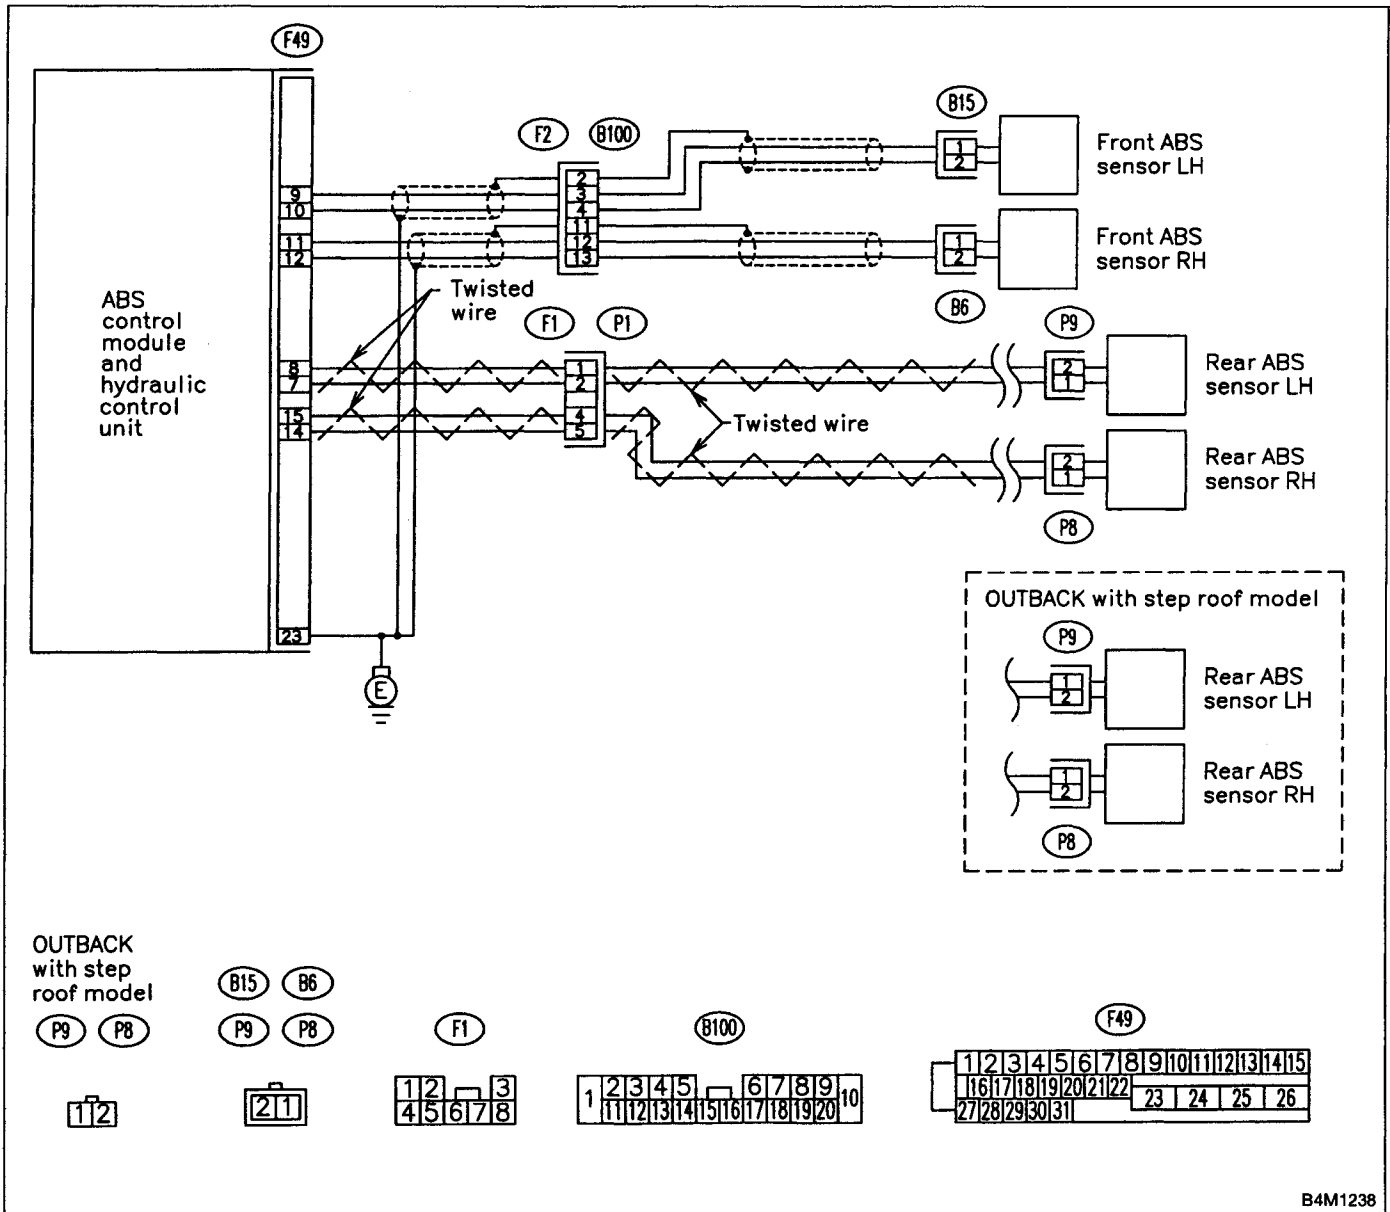 F49
B15
F2 B100
1
2
Front ABS
sensor LH
2
3
4
11
12
13
9
10
11
12
1
2
Front ABS
sensor RH
B6
Twisted
wire
ABS
control
module
and
hydraulic
control
unit
F1 P1
P9
8
7
15
14
1
2
4
5
2
1
Rear ABS
sensor LH
Twisted wire
2
1
Rear ABS
sensor RH
P8
23
E
OUTBACK with step roof model
P9
1
2
Rear ABS
sensor LH
1
2
Rear ABS
sensor RH
P8
OUTBACK
with step
roof model
P9 P8
1 2
B15 B6
P9 P8
2 1
F1
1 2 3
4 5 6 7 8
B100
1 2 3 4 5 6 7 8 9 10
11 12 13 14 15 16 17 18 19 20
F49
1 2 3 4 5 6 7 8 9 10 11 12 13 14 15
16 17 18 19 20 21 22 23 24 25 26
27 28 29 30 31
B4M1238